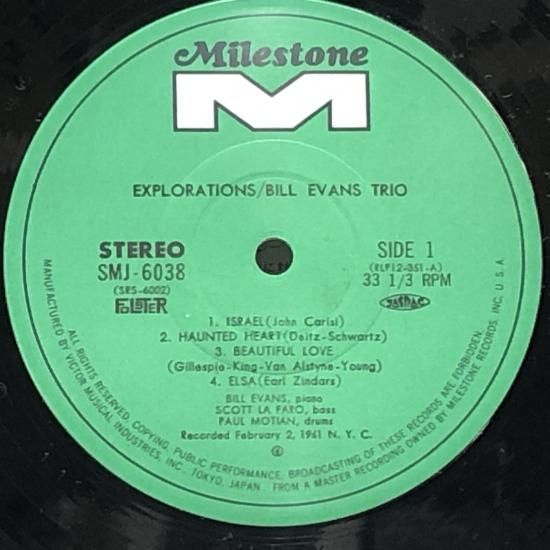 Milestone
M
EXPLORATIONS/BILL EVANS TRIO
STEREO
SMJ-6038
(SRS-6002)
FOLSTER
SIDE 1
(RLP12-351-A)
33 1/3 RPM
JASRAC
1. ISRAEL(John Carisi)
2. HAUNTED HEART(Deitz-Schwartz)
3. BEAUTIFUL LOVE
(Gillespie-King-Van Alstyne-Young)
4. ELSA(Earl Zindars)
BILL EVANS, piano
SCOTT LA FARO, bass
PAUL MOTIAN, drums
Recorded February 2, 1961 N. Y. C.
ALL RIGHTS RESERVED. COPYING, PUBLIC PERFORMANCE, BROADCASTING OF THESE RECORDS ARE FORBIDDEN.
MANUFACTURED BY VICTOR MUSICAL INDUSTRIES, INC., TOKYO, JAPAN. FROM A MASTER RECORDING OWNED BY MILESTONE RECORDS, INC., U.S.A.